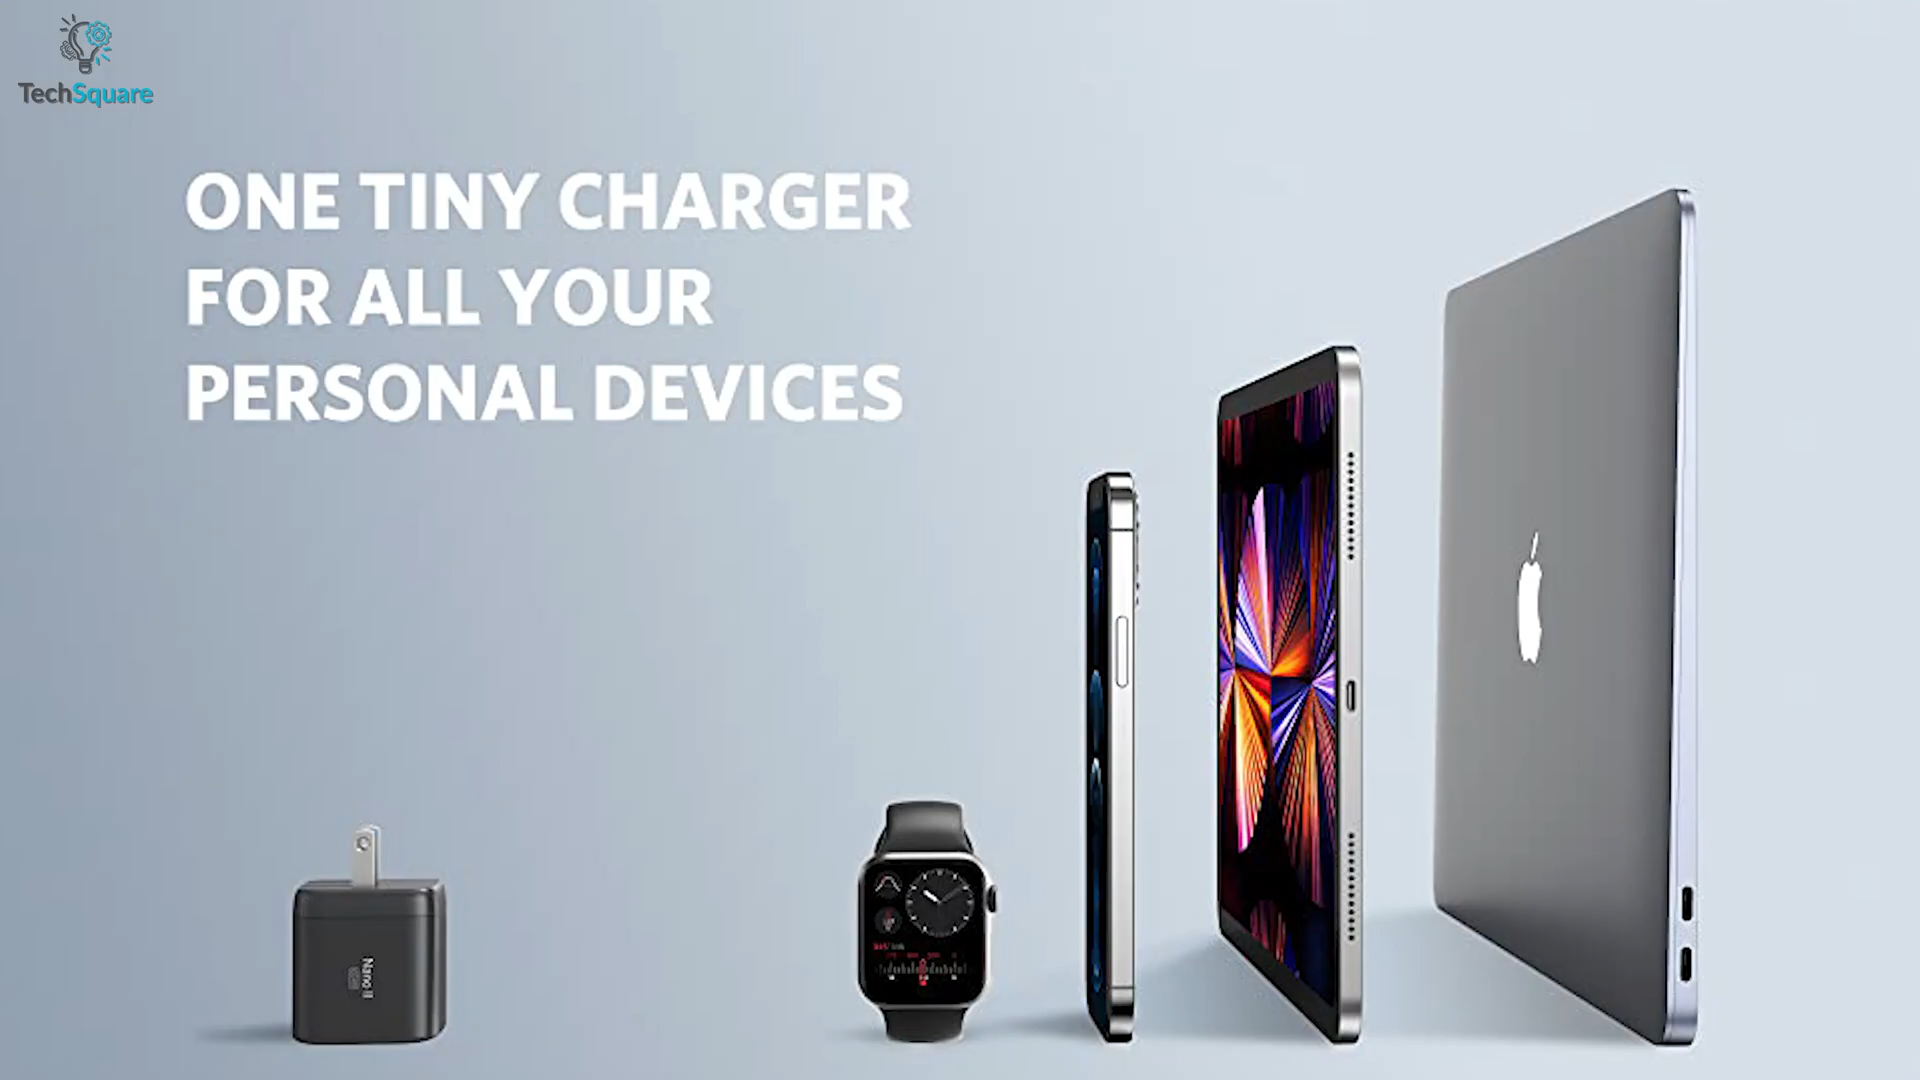 TechSquare
ONE TINY CHARGER
FOR ALL YOUR
PERSONAL DEVICES
Nano II